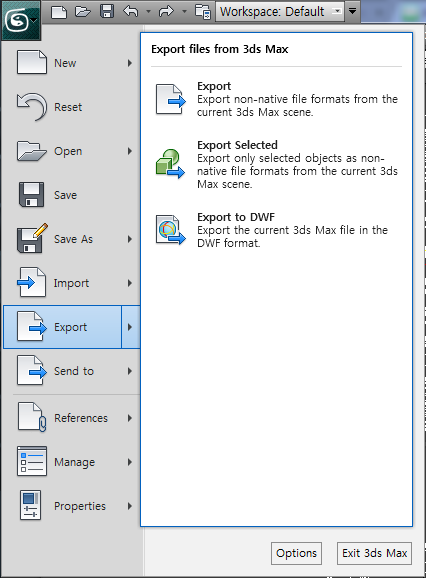 Workspace: Default
Export files from 3ds Max
New
Reset
Open
Save
Save As
Import
Export
Send to
References
Manage
Properties
Export
Export non-native file formats from the
current 3ds Max scene.
Export Selected
Export only selected objects as non-
native file formats from the current 3ds
Max scene.
Export to DWF
Export the current 3ds Max file in the
DWF format.
Options
Exit 3ds Max